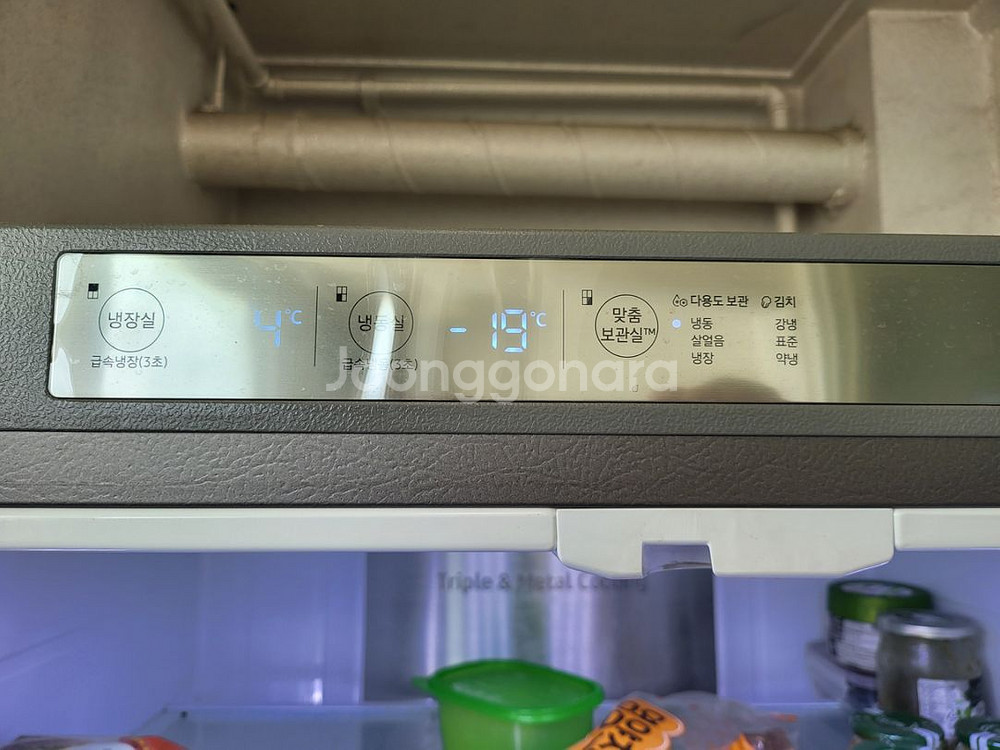 냉장실
급속냉장(3초)
4°C
냉동실
급속냉동(3초)
-19°C
맞춤
보관실™
다용도 보관
냉동
살얼음
냉장
김치
강냉
표준
약냉
Joonggonara
Triple & Metal Cooling